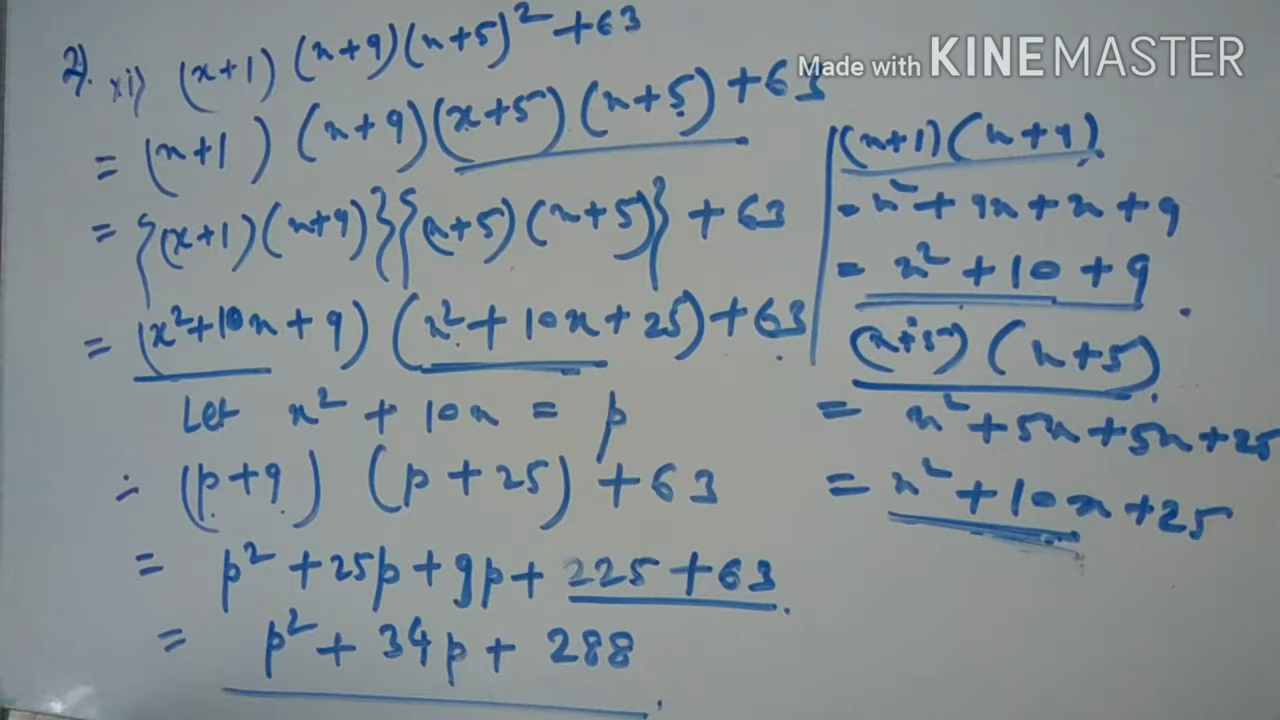 2). xi) (x+1) (x+9)(x+5)² +63
= (x+1) (x+9)(x+5)(x+5) +63
= {(x+1)(x+9)}{(x+5)(x+5)} + 63
= (x²+10x+9) (x²+10x+25)+63
Let x² + 10x = p
∴ (p+9) (p+25) +63
= p² +25p+9p+ 225 +63
= p² + 34p + 288
Made with KINEMASTER
(x+1)(x+9)
= x² + 9x + x + 9
= x² + 10 + 9
(x+5) (x+5)
= x² +5x+5x+25
= x² +10x +25